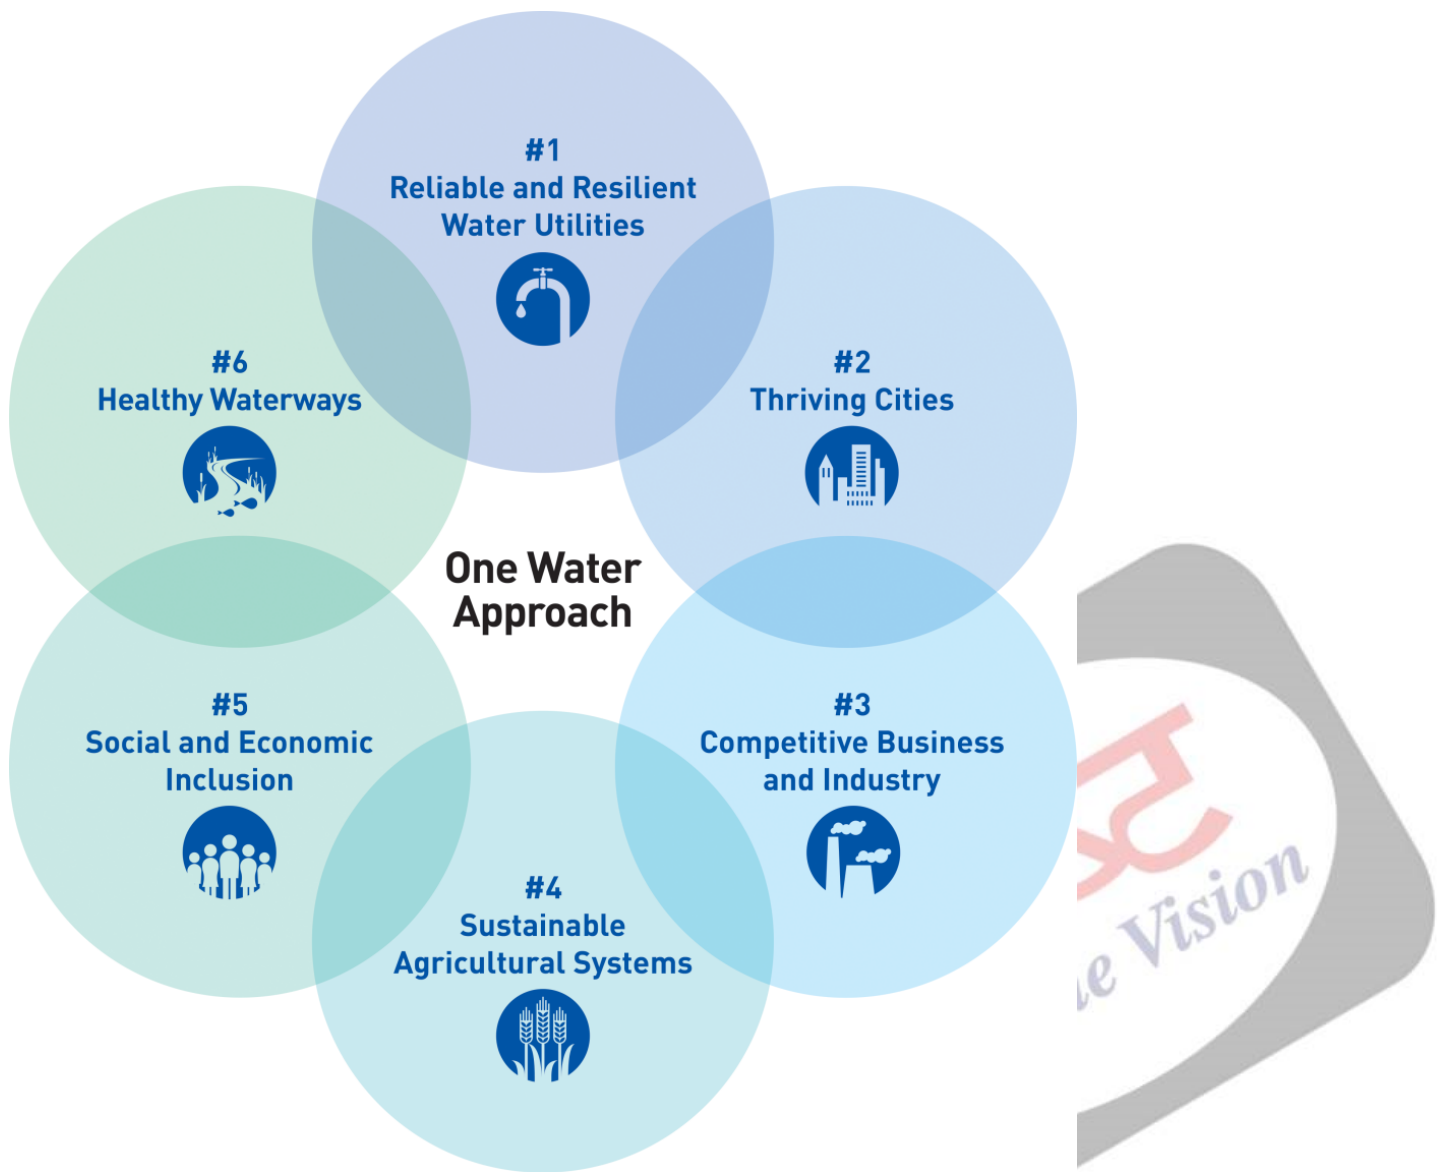 #1
Reliable and Resilient
Water Utilities
#2
Thriving Cities
#3
Competitive Business
and Industry
#4
Sustainable
Agricultural Systems
#5
Social and Economic
Inclusion
#6
Healthy Waterways
One Water
Approach
Vision